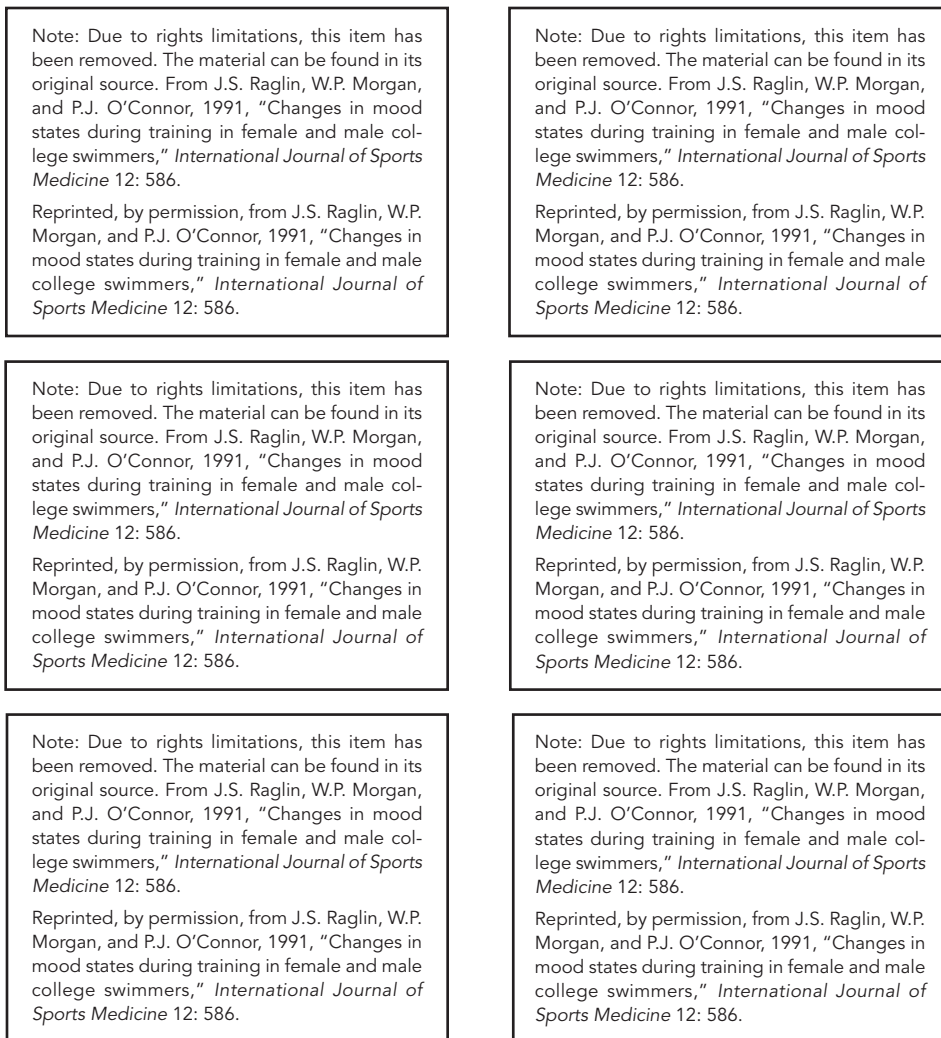 Note: Due to rights limitations, this item has
been removed. The material can be found in its
original source. From J.S. Raglin, W.P. Morgan,
and P.J. O’Connor, 1991, “Changes in mood
states during training in female and male col-
lege swimmers,” International Journal of Sports
Medicine 12: 586.
Reprinted, by permission, from J.S. Raglin, W.P.
Morgan, and P.J. O’Connor, 1991, “Changes in
mood states during training in female and male
college swimmers,” International Journal of
Sports Medicine 12: 586.
Note: Due to rights limitations, this item has
been removed. The material can be found in its
original source. From J.S. Raglin, W.P. Morgan,
and P.J. O’Connor, 1991, “Changes in mood
states during training in female and male col-
lege swimmers,” International Journal of Sports
Medicine 12: 586.
Reprinted, by permission, from J.S. Raglin, W.P.
Morgan, and P.J. O’Connor, 1991, “Changes in
mood states during training in female and male
college swimmers,” International Journal of
Sports Medicine 12: 586.
Note: Due to rights limitations, this item has
been removed. The material can be found in its
original source. From J.S. Raglin, W.P. Morgan,
and P.J. O’Connor, 1991, “Changes in mood
states during training in female and male col-
lege swimmers,” International Journal of Sports
Medicine 12: 586.
Reprinted, by permission, from J.S. Raglin, W.P.
Morgan, and P.J. O’Connor, 1991, “Changes in
mood states during training in female and male
college swimmers,” International Journal of
Sports Medicine 12: 586.
Note: Due to rights limitations, this item has
been removed. The material can be found in its
original source. From J.S. Raglin, W.P. Morgan,
and P.J. O’Connor, 1991, “Changes in mood
states during training in female and male col-
lege swimmers,” International Journal of Sports
Medicine 12: 586.
Reprinted, by permission, from J.S. Raglin, W.P.
Morgan, and P.J. O’Connor, 1991, “Changes in
mood states during training in female and male
college swimmers,” International Journal of
Sports Medicine 12: 586.
Note: Due to rights limitations, this item has
been removed. The material can be found in its
original source. From J.S. Raglin, W.P. Morgan,
and P.J. O’Connor, 1991, “Changes in mood
states during training in female and male col-
lege swimmers,” International Journal of Sports
Medicine 12: 586.
Reprinted, by permission, from J.S. Raglin, W.P.
Morgan, and P.J. O’Connor, 1991, “Changes in
mood states during training in female and male
college swimmers,” International Journal of
Sports Medicine 12: 586.
Note: Due to rights limitations, this item has
been removed. The material can be found in its
original source. From J.S. Raglin, W.P. Morgan,
and P.J. O’Connor, 1991, “Changes in mood
states during training in female and male col-
lege swimmers,” International Journal of Sports
Medicine 12: 586.
Reprinted, by permission, from J.S. Raglin, W.P.
Morgan, and P.J. O’Connor, 1991, “Changes in
mood states during training in female and male
college swimmers,” International Journal of
Sports Medicine 12: 586.